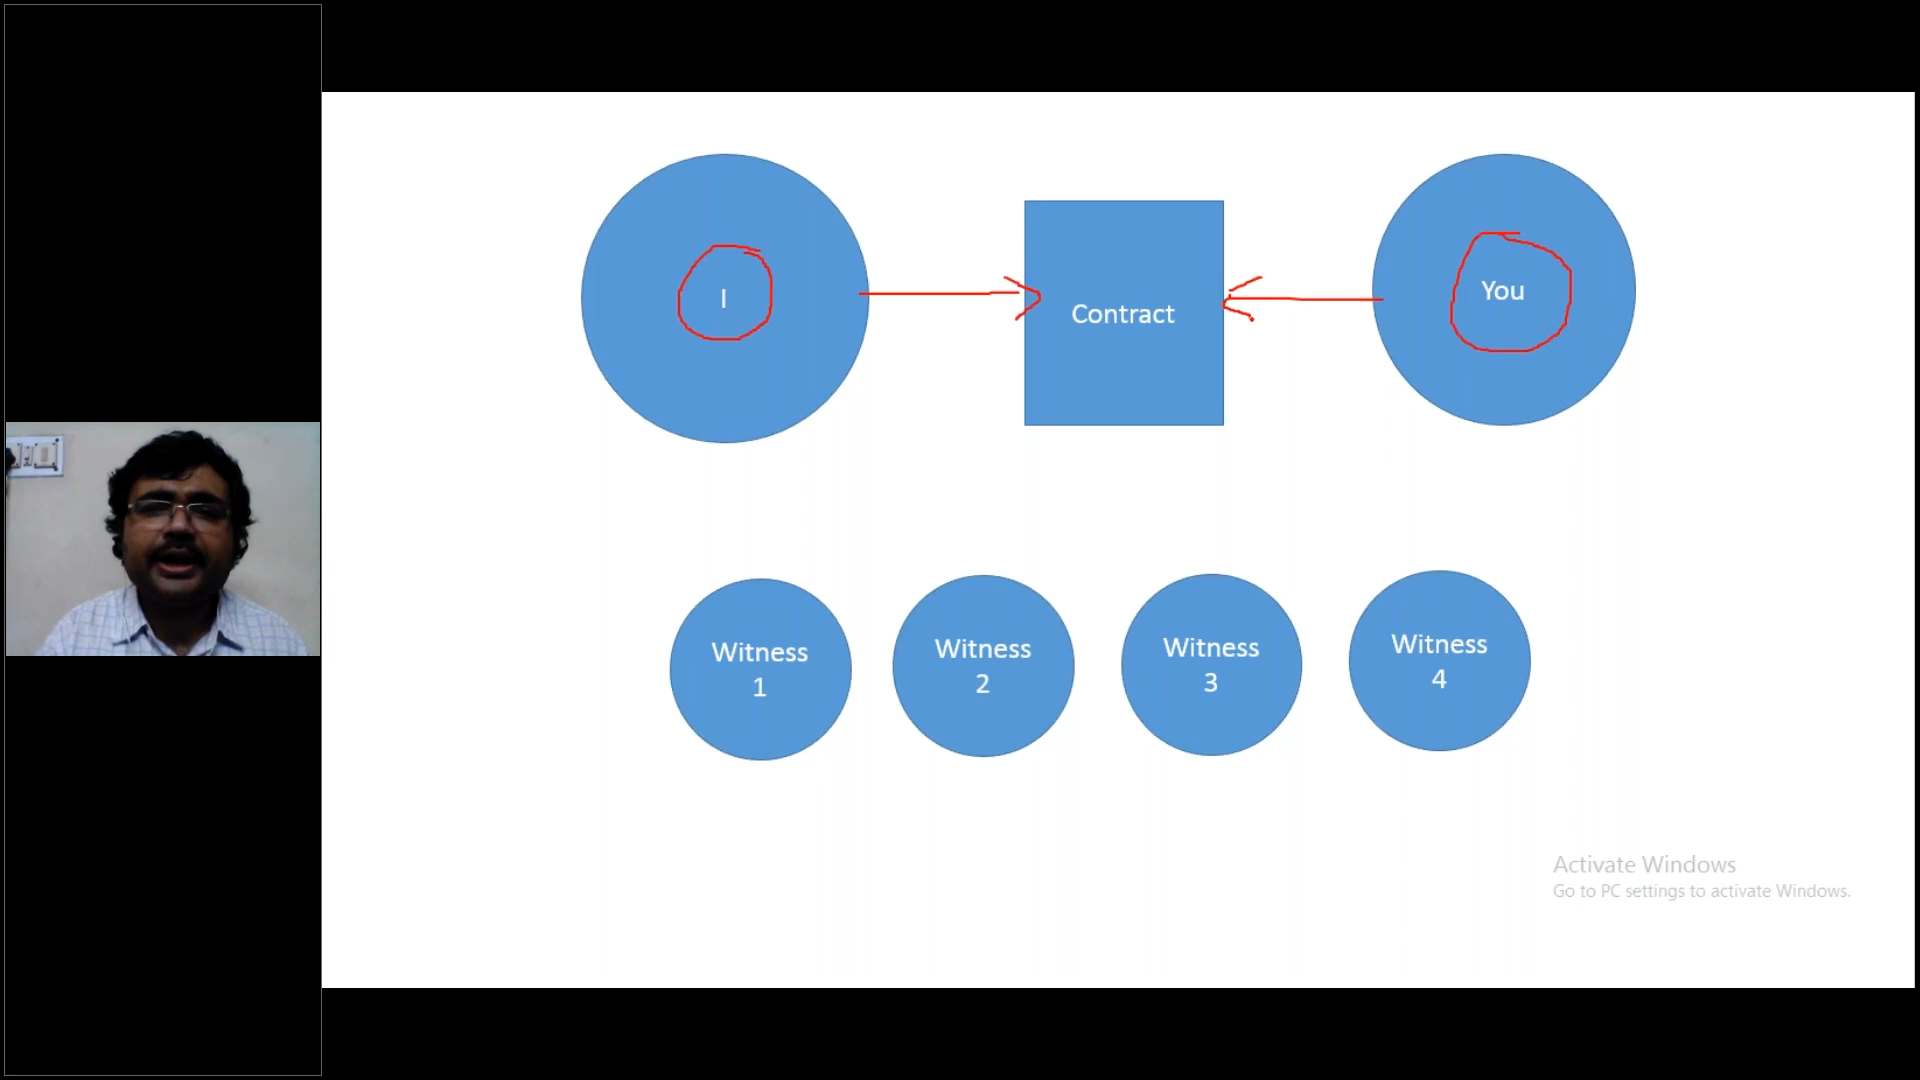 I
Contract
You
Witness
1
Witness
2
Witness
3
Witness
4
Activate Windows
Go to PC settings to activate Windows.